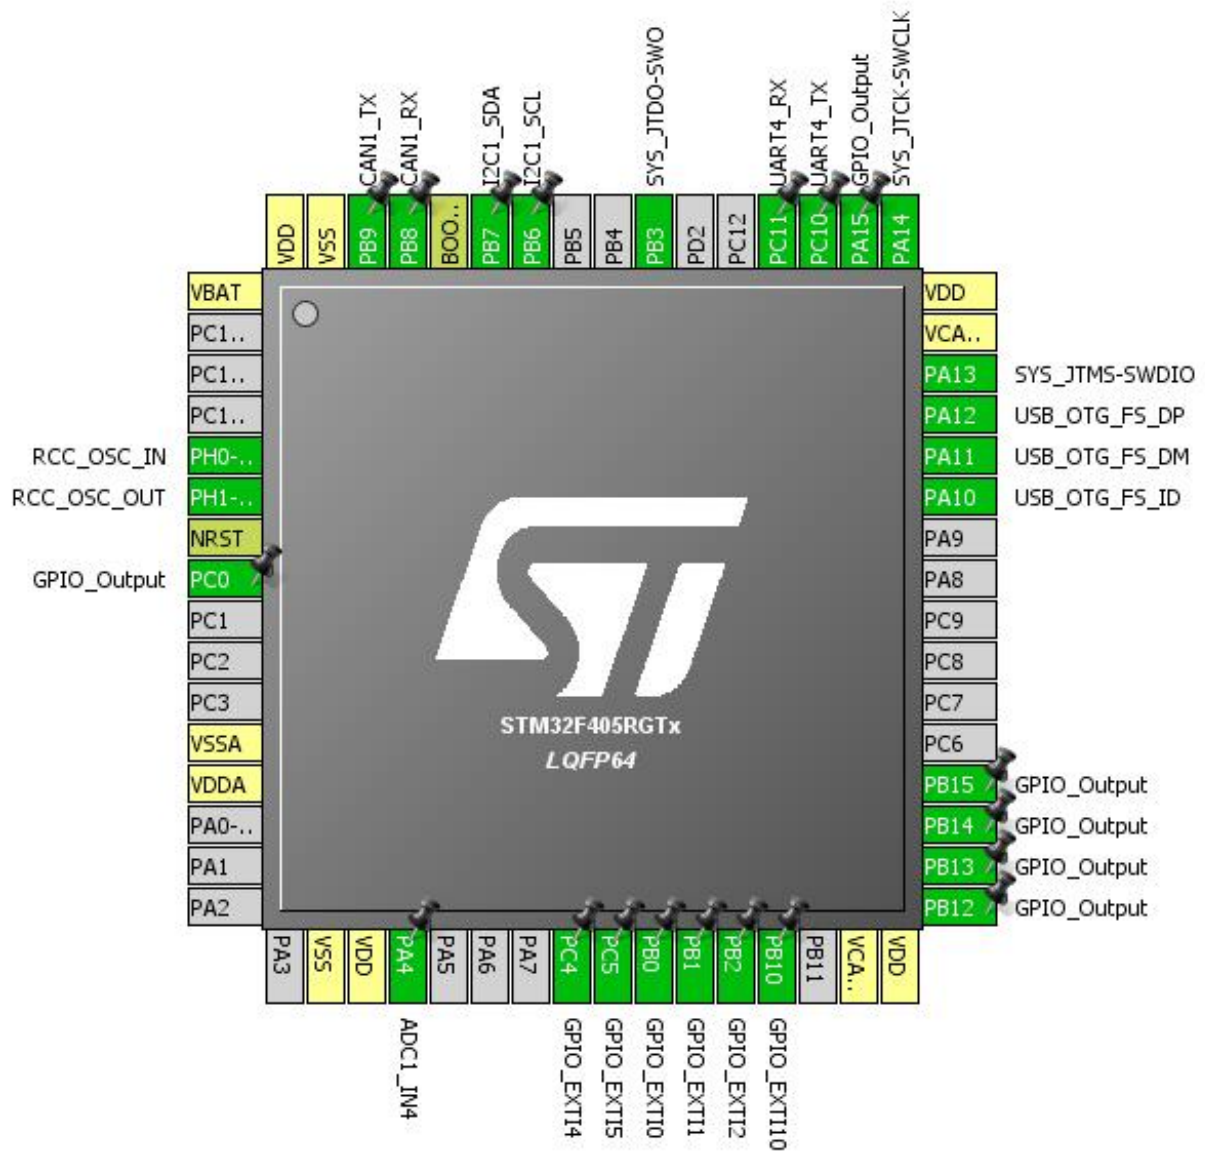 CAN1_TX
CAN1_RX
I2C1_SDA
I2C1_SCL
SYS_JTDO-SWO
UART4_RX
UART4_TX
GPIO_Output
SYS_JTCK-SWCLK
VDD
VSS
PB9
PB8
BOO..
PB7
PB6
PB5
PB4
PB3
PD2
PC12
PC11
PC10
PA15
PA14
VBAT
PC1..
PC1..
PC1..
RCC_OSC_IN PH0-..
RCC_OSC_OUT PH1-..
NRST
GPIO_Output PC0
PC1
PC2
PC3
VSSA
VDDA
PA0-..
PA1
PA2
STM32F405RGTx
LQFP64
VDD
VCA..
PA13 SYS_JTMS-SWDIO
PA12 USB_OTG_FS_DP
PA11 USB_OTG_FS_DM
PA10 USB_OTG_FS_ID
PA9
PA8
PC9
PC8
PC7
PC6
PB15 GPIO_Output
PB14 GPIO_Output
PB13 GPIO_Output
PB12 GPIO_Output
PA3
VSS
VDD
PA4
PA5
PA6
PA7
PC4
PC5
PB0
PB1
PB2
PB10
PB11
VCA..
VDD
ADC1_IN4
GPIO_EXTI4
GPIO_EXTI5
GPIO_EXTI0
GPIO_EXTI1
GPIO_EXTI2
GPIO_EXTI10